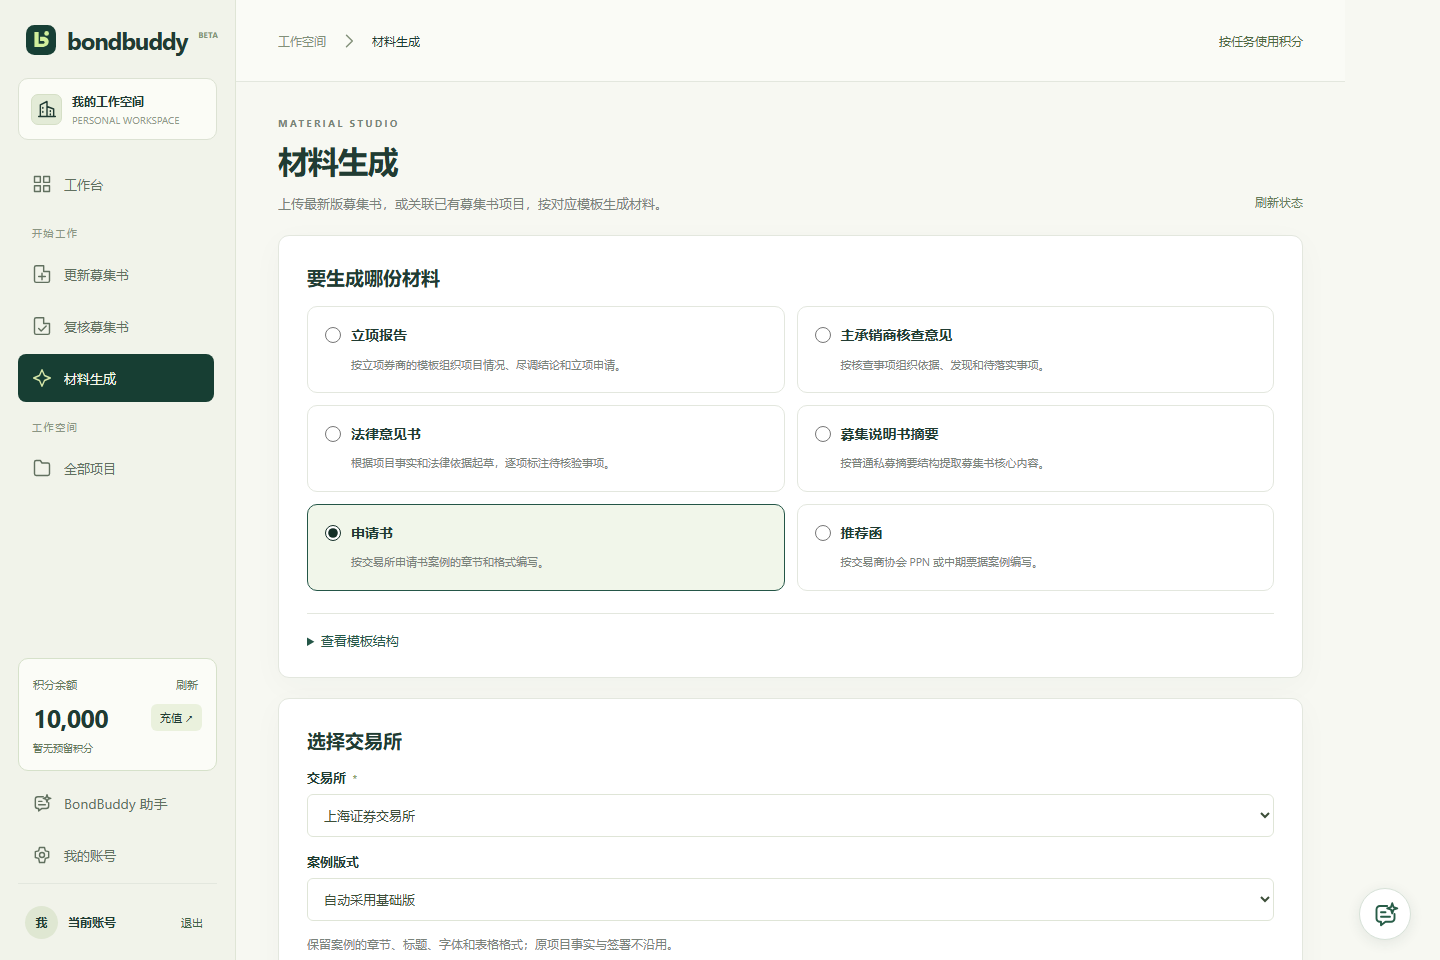 bondbuddy BETA
我的工作空间
PERSONAL WORKSPACE
工作台
开始工作
更新募集书
复核募集书
材料生成
工作空间
全部项目
积分余额 刷新
10,000 充值 ↗
暂无预留积分
BondBuddy 助手
我的账号
我 当前账号 退出
工作空间 > 材料生成 按任务使用积分
MATERIAL STUDIO
材料生成
上传最新版募集书，或关联已有募集书项目，按对应模板生成材料。 刷新状态
要生成哪份材料
立项报告
按立项券商的模板组织项目情况、尽调结论和立项申请。
主承销商核查意见
按核查事项组织依据、发现和待落实事项。
法律意见书
根据项目事实和法律依据起草，逐项标注待核验事项。
募集说明书摘要
按普通私募摘要结构提取募集书核心内容。
申请书
按交易所申请书案例的章节和格式编写。
推荐函
按交易商协会 PPN 或中期票据案例编写。
▶ 查看模板结构
选择交易所
交易所 *
上海证券交易所
案例版式
自动采用基础版
保留案例的章节、标题、字体和表格格式；原项目事实与签署不沿用。